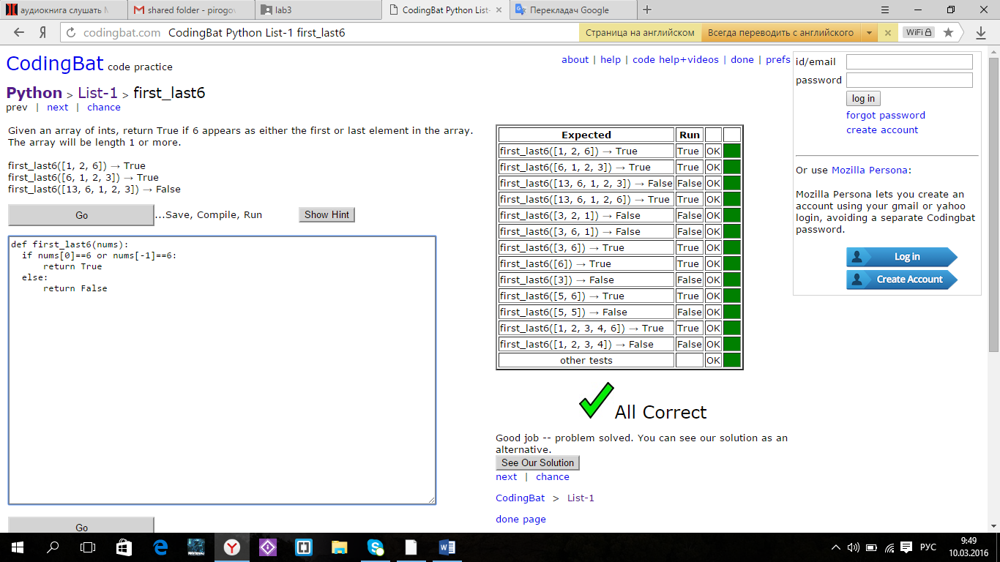 аудиокнига слушать М
shared folder - pirogov
lab3
CodingBat Python List-
Перекладач Google
codingbat.com CodingBat Python List-1 first_last6
Страница на английском
Всегда переводить с английского
WiFi
CodingBat code practice
about | help | code help+videos | done | prefs
Python > List-1 > first_last6
prev | next | chance
Given an array of ints, return True if 6 appears as either the first or last element in the array.
The array will be length 1 or more.
first_last6([1, 2, 6]) → True
first_last6([6, 1, 2, 3]) → True
first_last6([13, 6, 1, 2, 3]) → False
Go ...Save, Compile, Run Show Hint
def first_last6(nums):
if nums[0]==6 or nums[-1]==6:
return True
else:
return False
Go
Expected Run
first_last6([1, 2, 6]) → True True OK
first_last6([6, 1, 2, 3]) → True True OK
first_last6([13, 6, 1, 2, 3]) → False False OK
first_last6([13, 6, 1, 2, 6]) → True True OK
first_last6([3, 2, 1]) → False False OK
first_last6([3, 6, 1]) → False False OK
first_last6([3, 6]) → True True OK
first_last6([6]) → True True OK
first_last6([3]) → False False OK
first_last6([5, 6]) → True True OK
first_last6([5, 5]) → False False OK
first_last6([1, 2, 3, 4, 6]) → True True OK
first_last6([1, 2, 3, 4]) → False False OK
other tests OK
All Correct
Good job -- problem solved. You can see our solution as an
alternative.
See Our Solution
next | chance
CodingBat > List-1
done page
id/email
password
log in
forgot password
create account
Or use Mozilla Persona:
Mozilla Persona lets you create an
account using your gmail or yahoo
login, avoiding a separate Codingbat
password.
Log in
Create Account
РУС
9:49
10.03.2016